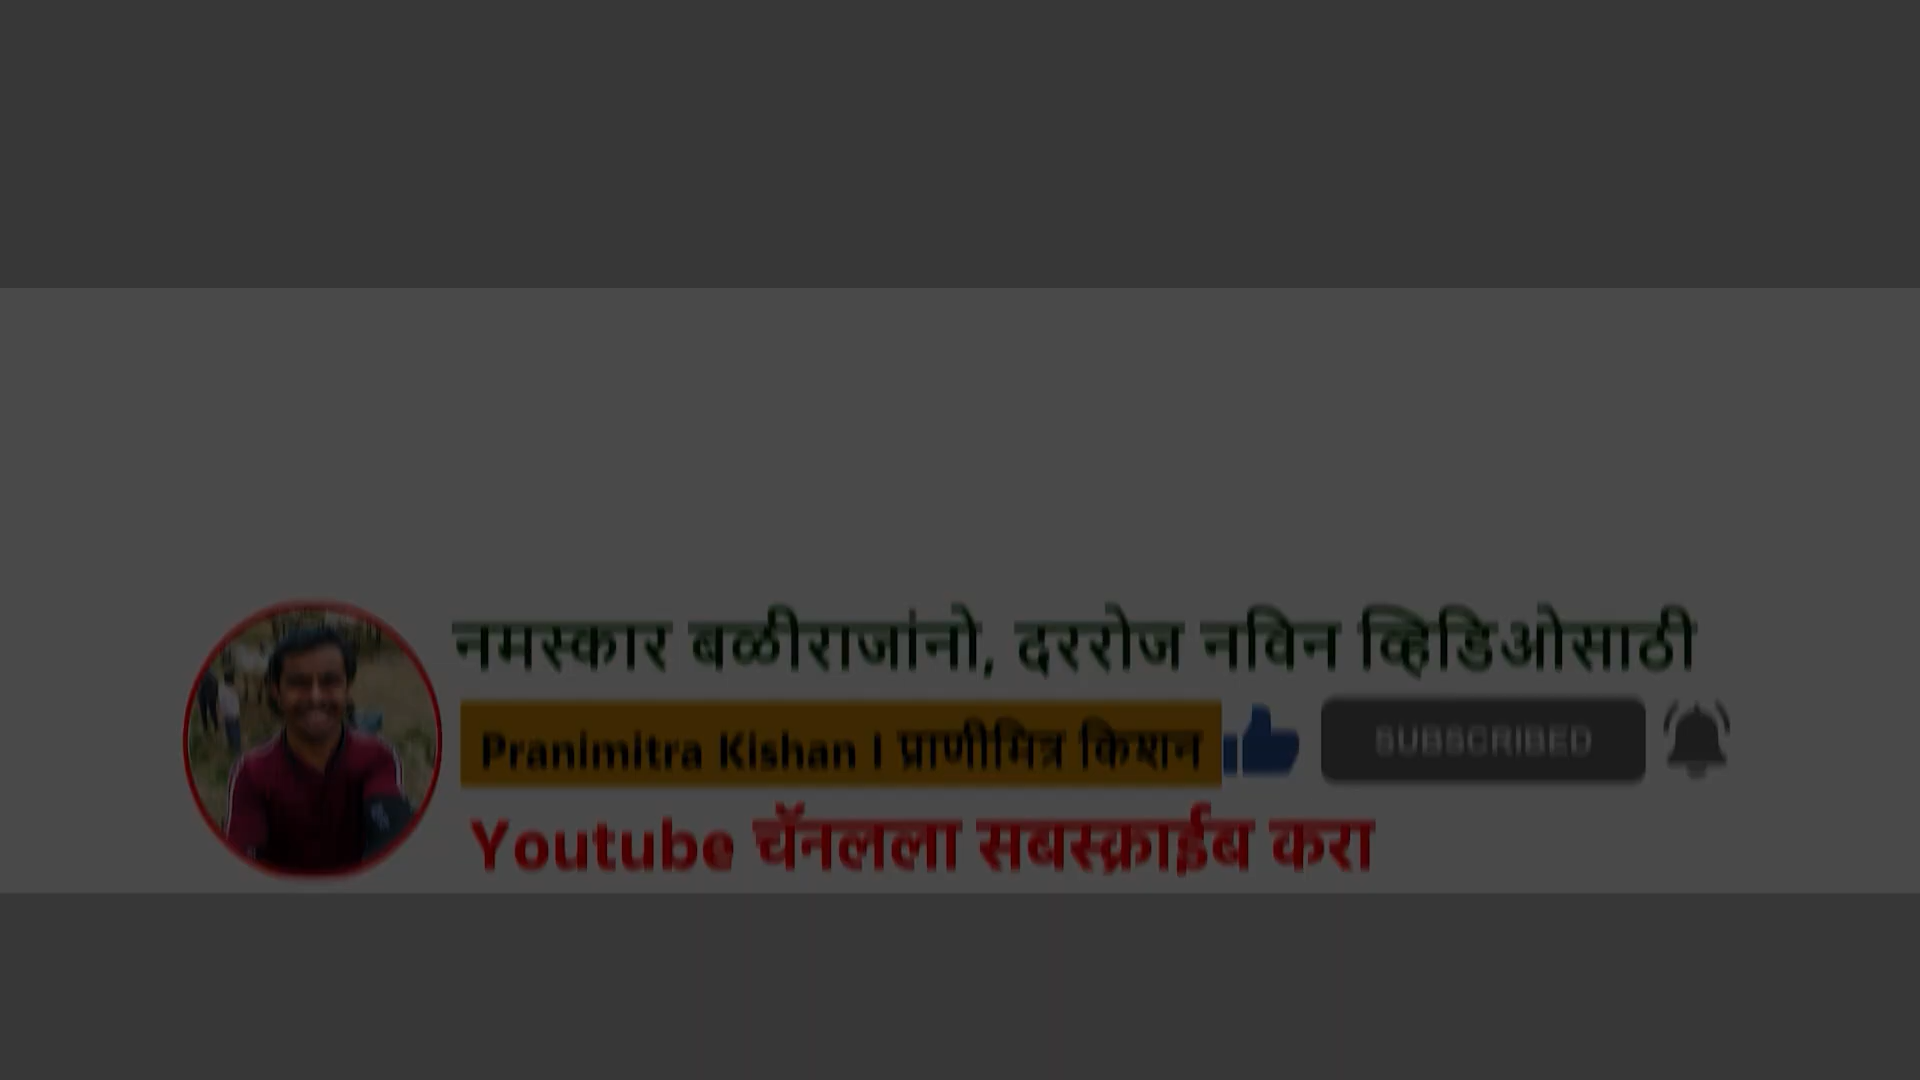 नमस्कार बळीराजांनो, दररोज नविन व्हिडिओसाठी
Pranimitra Kishan I प्राणीमित्र किशन
SUBSCRIBED
Youtube चॅनलला सबस्क्राईब करा